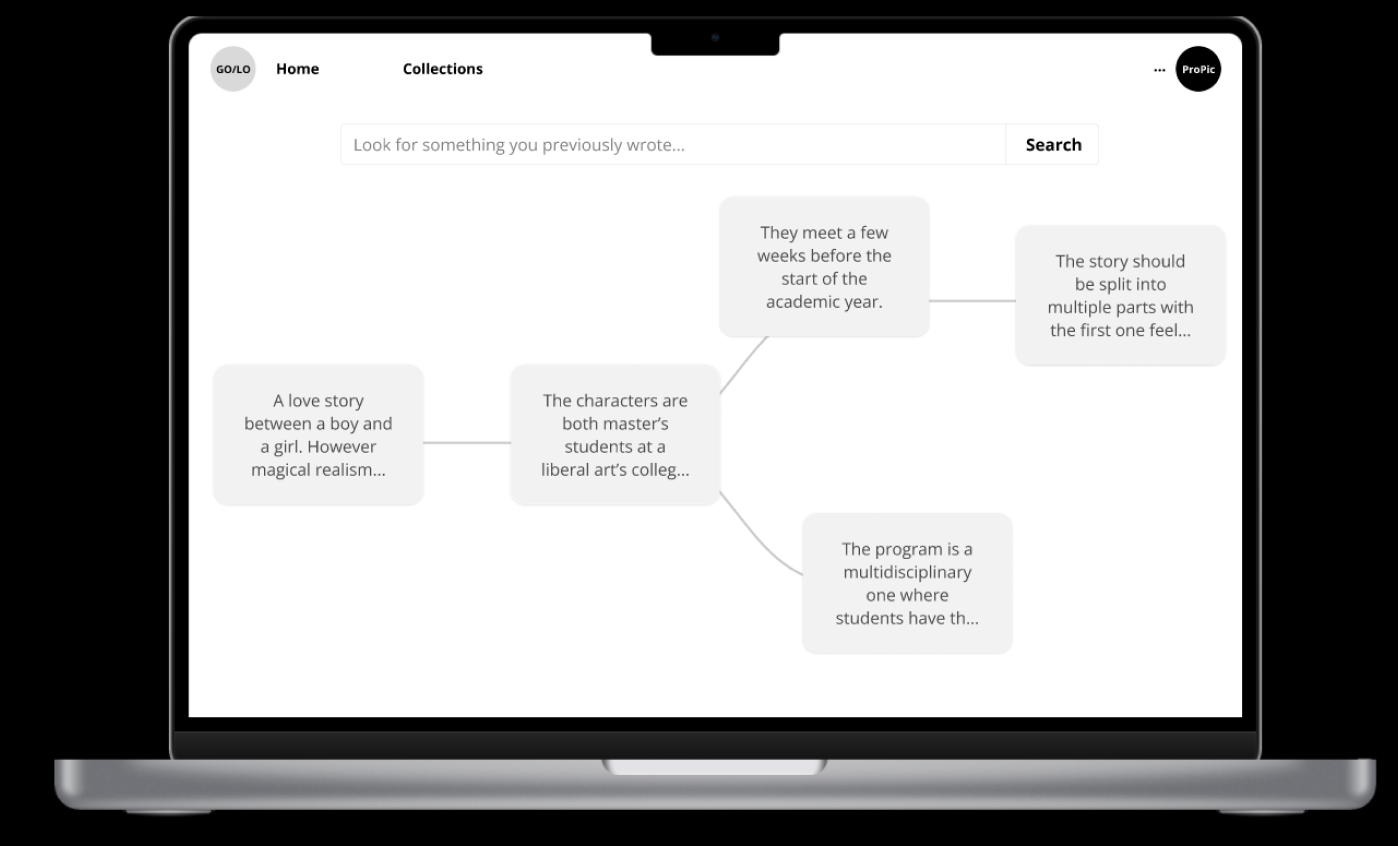 GO/LO
Home
Collections
...
ProPic
Look for something you previously wrote...
Search
They meet a few
weeks before the
start of the
academic year.
The story should
be split into
multiple parts with
the first one feel...
A love story
between a boy and
a girl. However
magical realism...
The characters are
both master’s
students at a
liberal art’s colleg...
The program is a
multidisciplinary
one where
students have th...